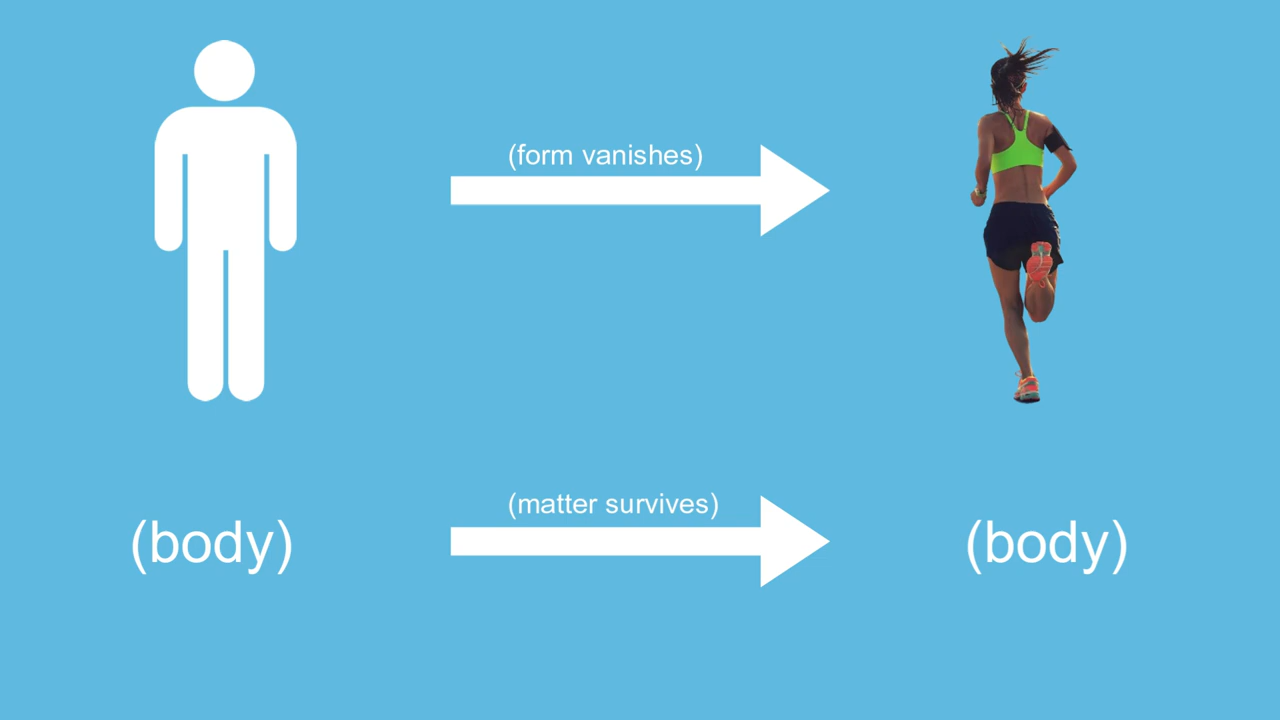 (form vanishes)
(matter survives)
(body)
(body)